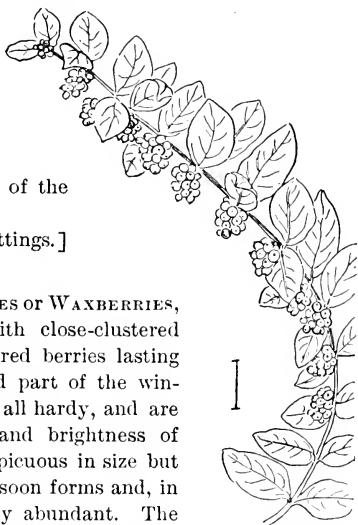 of the
ttings.]
ES or WAXBERRIES,
ith close-clustered
red berries lasting
d part of the win-
all hardy, and are
and brightness of
picuous in size but
soon forms and, in
y abundant. The